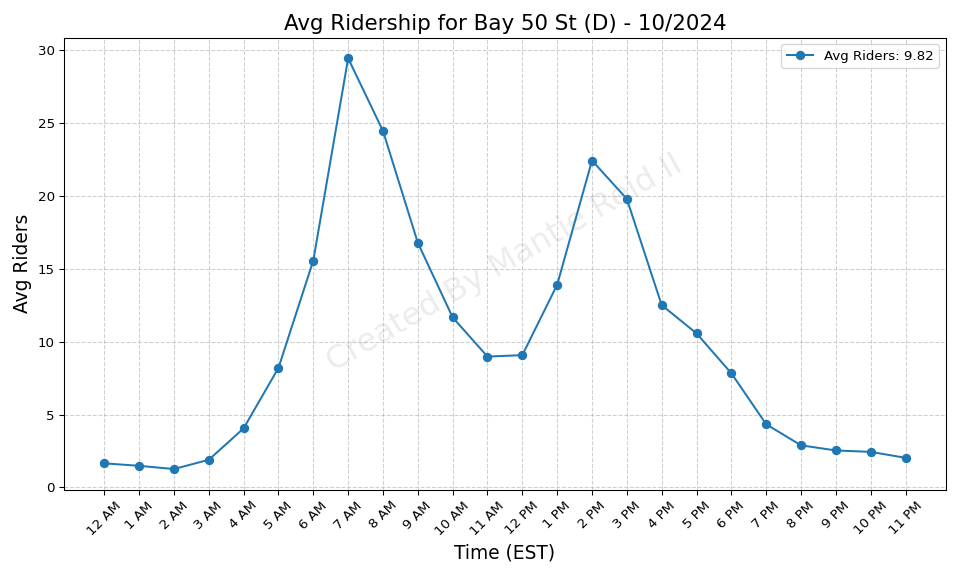 Avg Ridership for Bay 50 St (D) - 10/2024
Avg Riders: 9.82
Avg Riders
30
25
20
15
10
5
0
Created By Mantie Reid II
12 AM
1 AM
2 AM
3 AM
4 AM
5 AM
6 AM
7 AM
8 AM
9 AM
10 AM
11 AM
12 PM
1 PM
2 PM
3 PM
4 PM
5 PM
6 PM
7 PM
8 PM
9 PM
10 PM
11 PM
Time (EST)